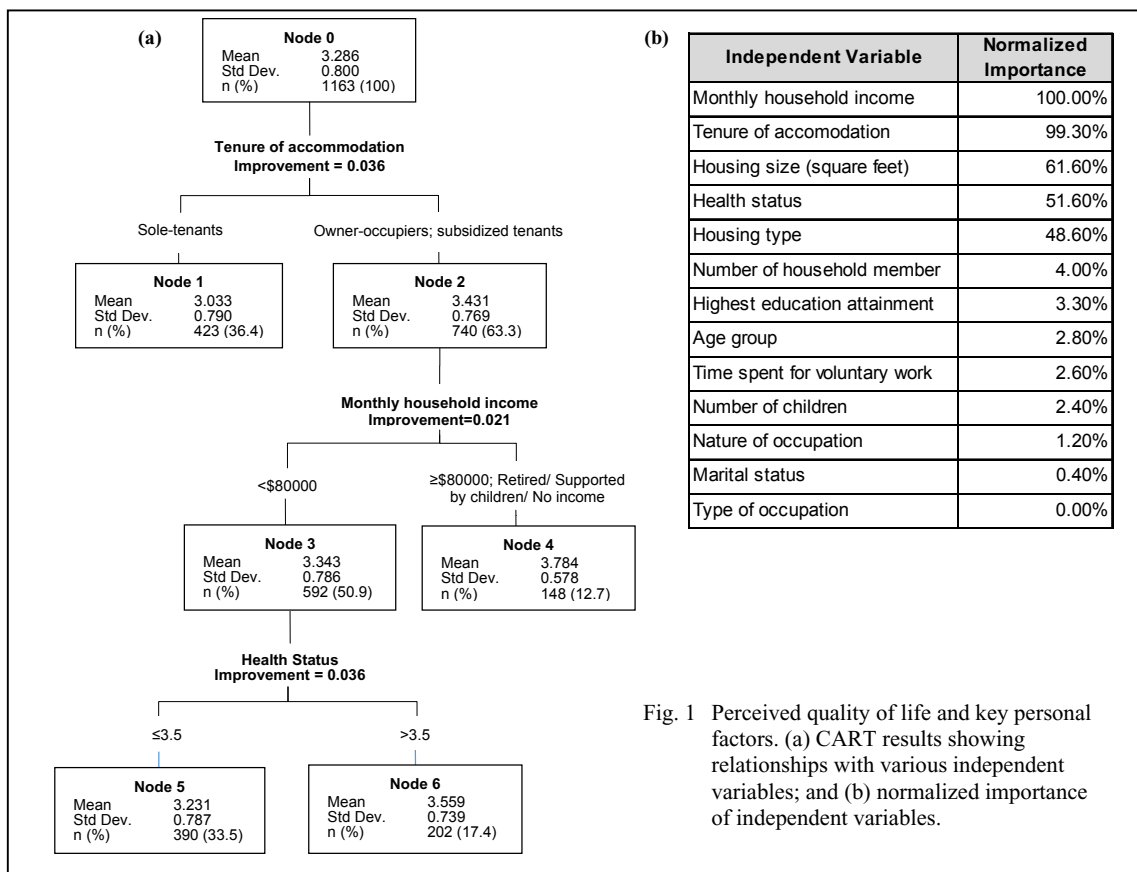 (a)
Node 0
Mean 3.286
Std Dev. 0.800
n (%) 1163 (100)
Tenure of accommodation
Improvement = 0.036
Sole-tenants
Owner-occupiers; subsidized tenants
Node 1
Mean 3.033
Std Dev. 0.790
n (%) 423 (36.4)
Node 2
Mean 3.431
Std Dev. 0.769
n (%) 740 (63.3)
Monthly household income
Improvement=0.021
<$80000
≥$80000; Retired/ Supported
by children/ No income
Node 3
Mean 3.343
Std Dev. 0.786
n (%) 592 (50.9)
Node 4
Mean 3.784
Std Dev. 0.578
n (%) 148 (12.7)
Health Status
Improvement = 0.036
≤3.5
>3.5
Node 5
Mean 3.231
Std Dev. 0.787
n (%) 390 (33.5)
Node 6
Mean 3.559
Std Dev. 0.739
n (%) 202 (17.4)
(b)
Independent Variable
Normalized
Importance
Monthly household income 100.00%
Tenure of accomodation 99.30%
Housing size (square feet) 61.60%
Health status 51.60%
Housing type 48.60%
Number of household member 4.00%
Highest education attainment 3.30%
Age group 2.80%
Time spent for voluntary work 2.60%
Number of children 2.40%
Nature of occupation 1.20%
Marital status 0.40%
Type of occupation 0.00%
Fig. 1 Perceived quality of life and key personal
factors. (a) CART results showing
relationships with various independent
variables; and (b) normalized importance
of independent variables.